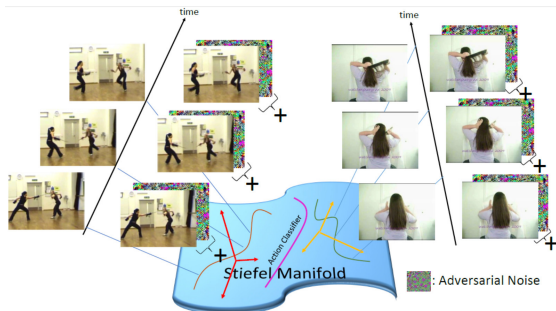 time
time
+
+
+
+
+
+
Action Classifier
Stiefel Manifold
: Adversarial Noise